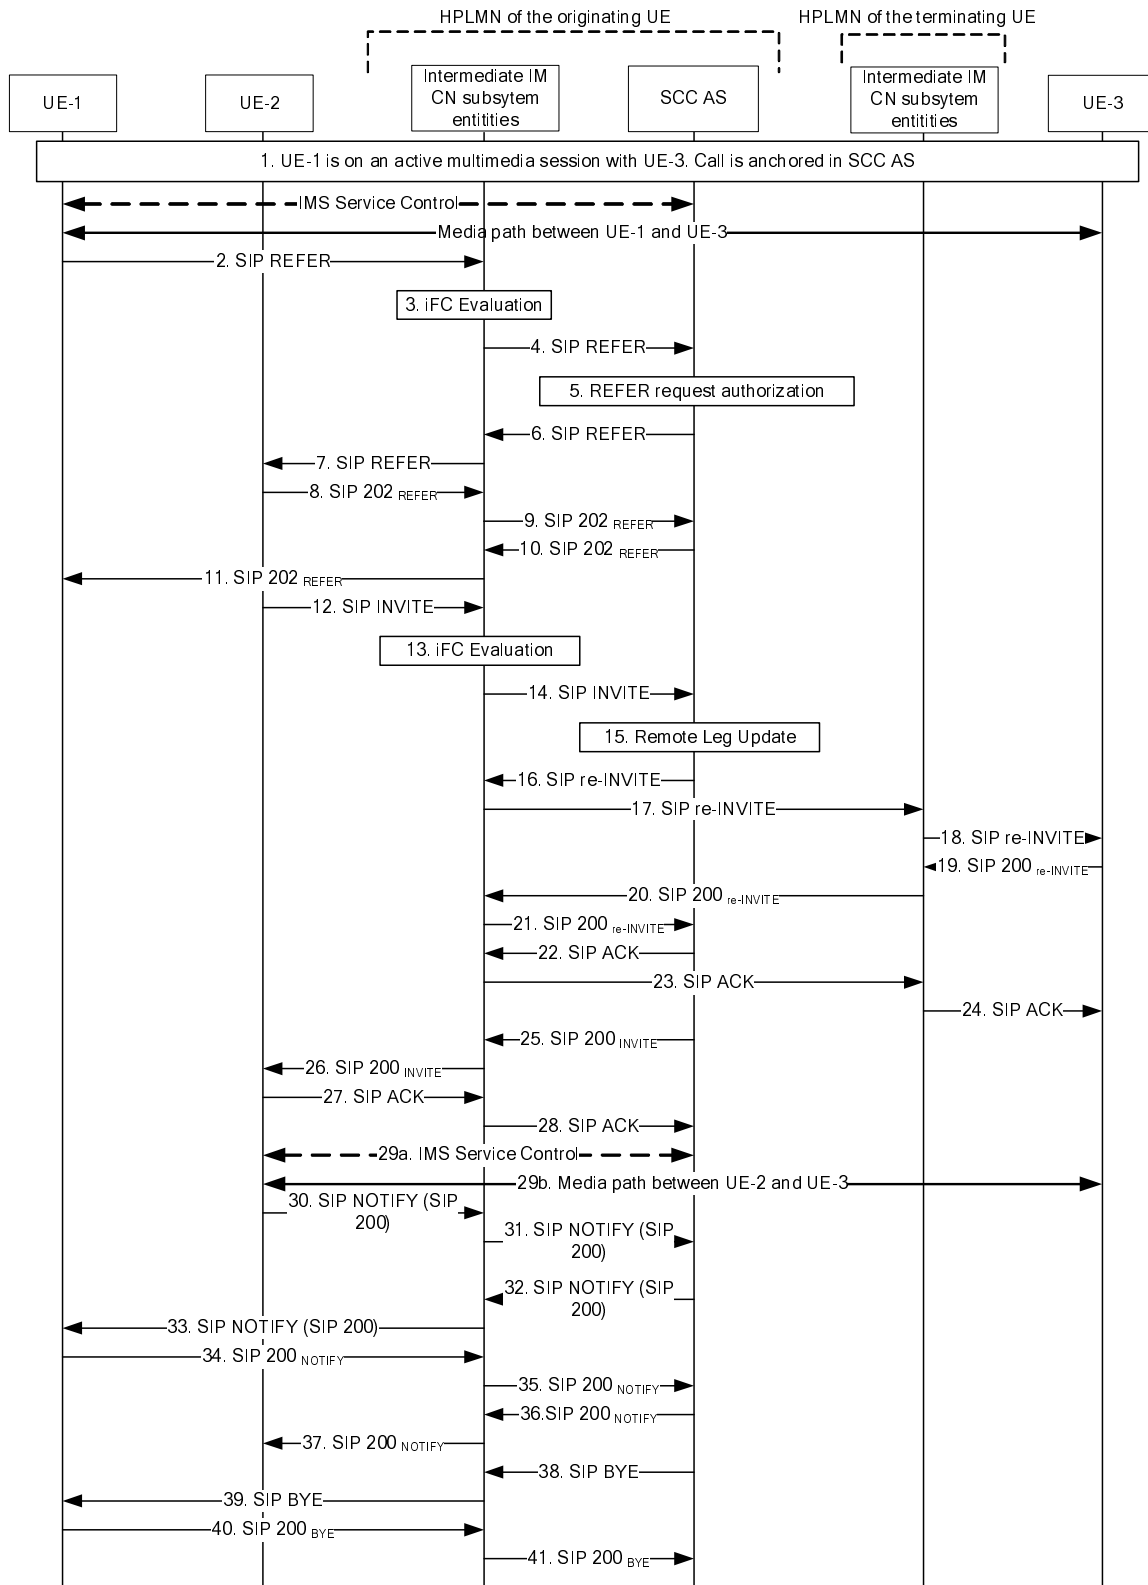 HPLMN of the originating UE
HPLMN of the terminating UE
UE-1
UE-2
Intermediate IM
CN subsytem
entitities
SCC AS
Intermediate IM
CN subsytem
entitities
UE-3
1. UE-1 is on an active multimedia session with UE-3. Call is anchored in SCC AS
IMS Service Control
Media path between UE-1 and UE-3
2. SIP REFER
3. iFC Evaluation
4. SIP REFER
5. REFER request authorization
6. SIP REFER
7. SIP REFER
8. SIP 202 REFER
9. SIP 202 REFER
10. SIP 202 REFER
11. SIP 202 REFER
12. SIP INVITE
13. iFC Evaluation
14. SIP INVITE
15. Remote Leg Update
16. SIP re-INVITE
17. SIP re-INVITE
18. SIP re-INVITE
19. SIP 200 re-INVITE
20. SIP 200 re-INVITE
21. SIP 200 re-INVITE
22. SIP ACK
23. SIP ACK
24. SIP ACK
25. SIP 200 INVITE
26. SIP 200 INVITE
27. SIP ACK
28. SIP ACK
29a. IMS Service Control
29b. Media path between UE-2 and UE-3
30. SIP NOTIFY (SIP
200)
31. SIP NOTIFY (SIP
200)
32. SIP NOTIFY (SIP
200)
33. SIP NOTIFY (SIP 200)
34. SIP 200 NOTIFY
35. SIP 200 NOTIFY
36.SIP 200 NOTIFY
37. SIP 200 NOTIFY
38. SIP BYE
39. SIP BYE
40. SIP 200 BYE
41. SIP 200 BYE